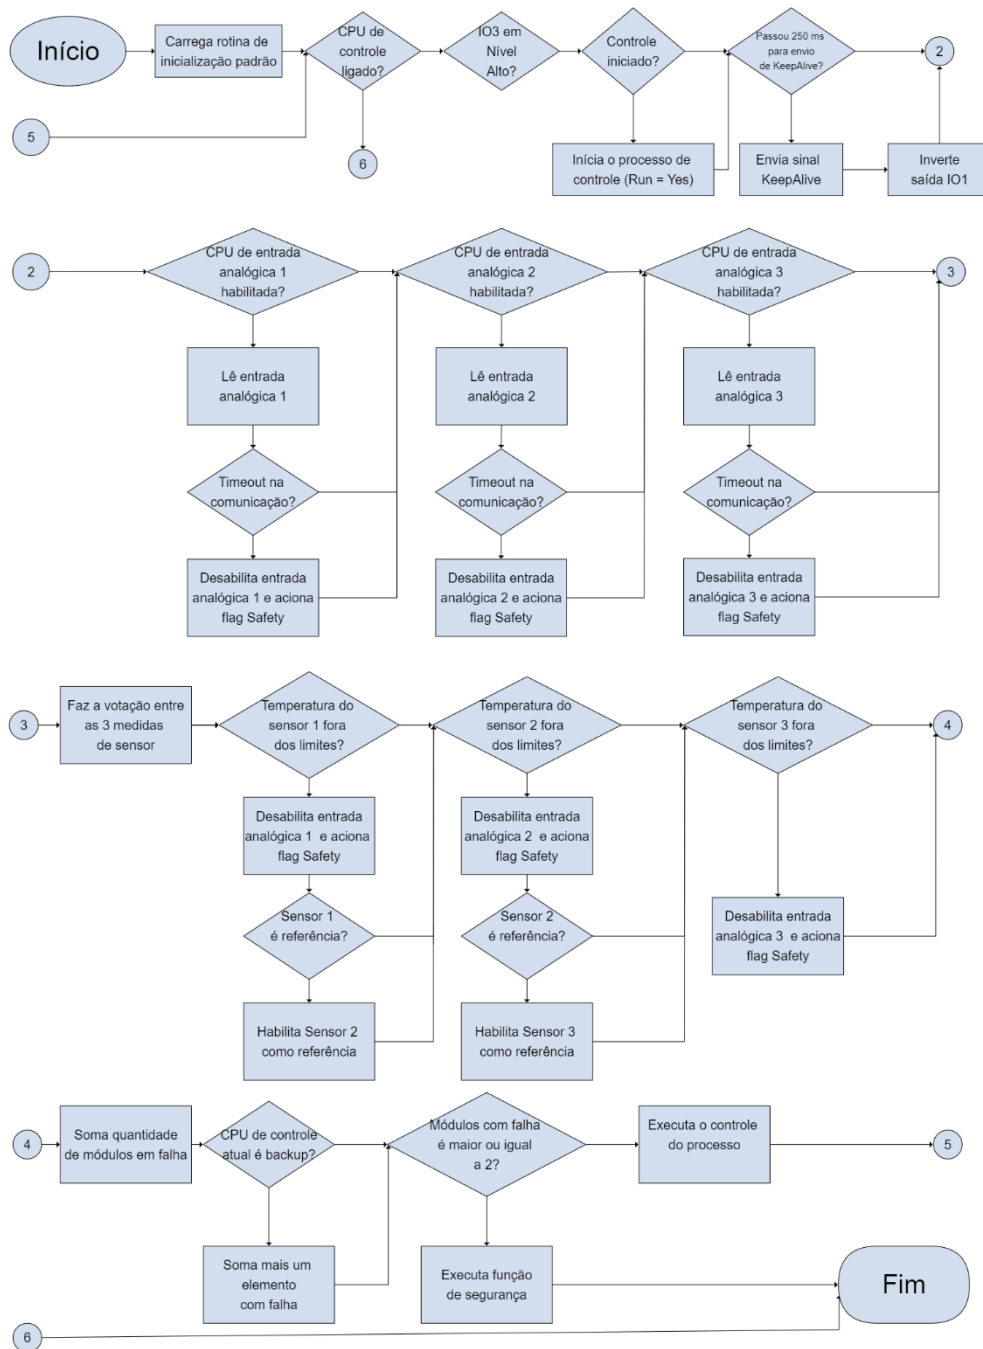 Início
Carrega rotina de
inicialização padrão
CPU de
controle
ligado?
IO3 em
Nível
Alto?
Controle
iniciado?
Passou 250 ms
para envio
de KeepAlive?
2
5
6
Inícia o processo de
controle (Run = Yes)
Envia sinal
KeepAlive
Inverte
saída IO1
2
CPU de entrada
analógica 1
habilitada?
CPU de entrada
analógica 2
habilitada?
CPU de entrada
analógica 3
habilitada?
3
Lê entrada
analógica 1
Lê entrada
analógica 2
Lê entrada
analógica 3
Timeout na
comunicação?
Timeout na
comunicação?
Timeout na
comunicação?
Desabilita entrada
analógica 1 e aciona
flag Safety
Desabilita entrada
analógica 2 e aciona
flag Safety
Desabilita entrada
analógica 3 e aciona
flag Safety
3
Faz a votação entre
as 3 medidas
de sensor
Temperatura do
sensor 1 fora
dos limites?
Temperatura do
sensor 2 fora
dos limites?
Temperatura do
sensor 3 fora
dos limites?
4
Desabilita entrada
analógica 1 e aciona
flag Safety
Desabilita entrada
analógica 2 e aciona
flag Safety
Sensor 1
é referência?
Sensor 2
é referência?
Desabilita entrada
analógica 3 e aciona
flag Safety
Habilita Sensor 2
como referência
Habilita Sensor 3
como referência
4
Soma quantidade
de módulos em falha
CPU de controle
atual é backup?
Módulos com falha
é maior ou igual
a 2?
Executa o controle
do processo
5
Soma mais um
elemento
com falha
Executa função
de segurança
Fim
6